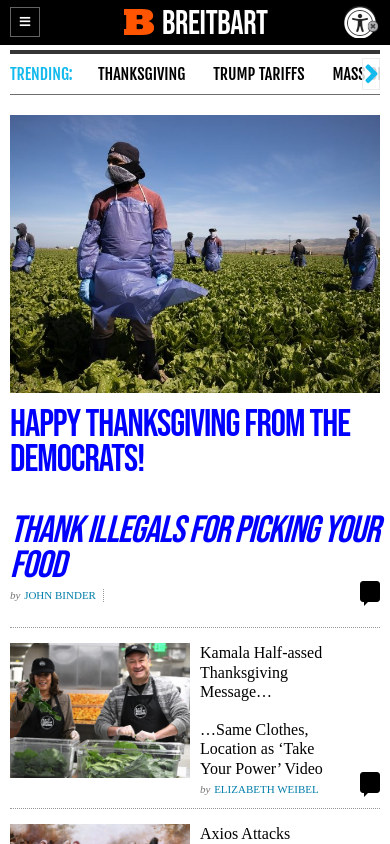 BREITBART
TRENDING:
THANKSGIVING
TRUMP TARIFFS
MASS
HAPPY THANKSGIVING FROM THE
DEMOCRATS!
THANK ILLEGALS FOR PICKING YOUR
FOOD
by JOHN BINDER
Kamala Half-assed
Thanksgiving
Message…
…Same Clothes,
Location as ‘Take
Your Power’ Video
by ELIZABETH WEIBEL
Axios Attacks